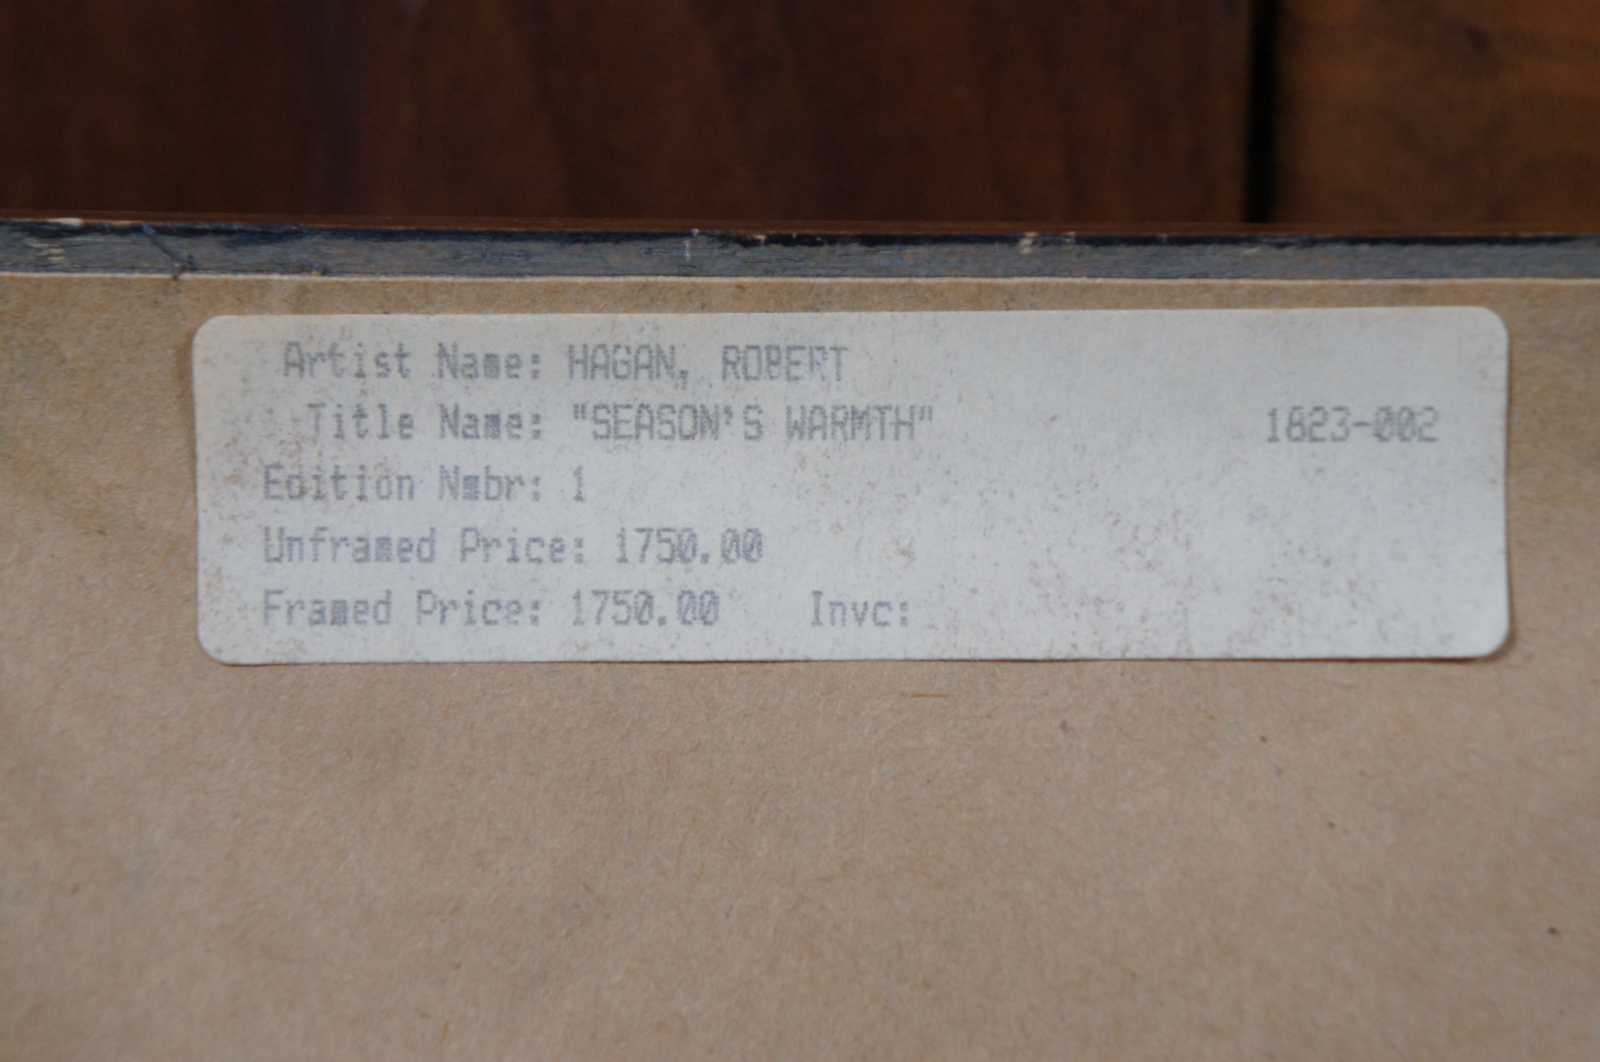 Artist Name: HAGAN, ROBERT
Title Name: "SEASON'S WARMTH" 1823-002
Edition Nmbr: 1
Unframed Price: 1750.00
Framed Price: 1750.00 Invc: